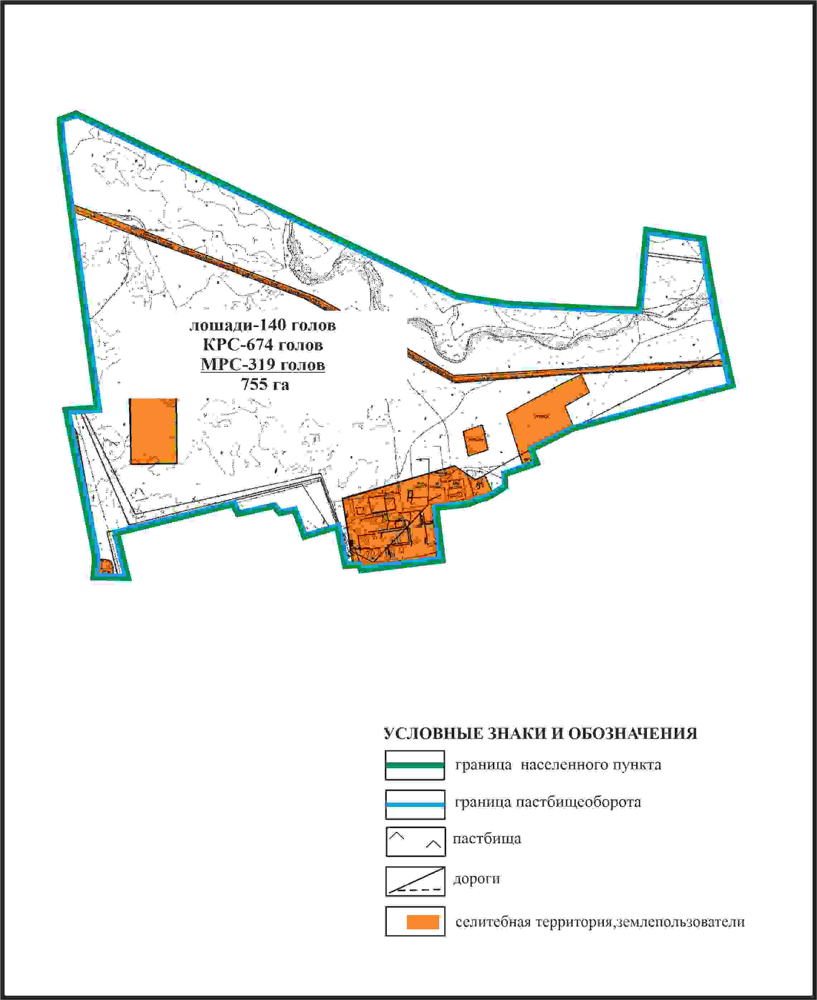 лошади-140 голов
КРС-674 голов
МРС-319 голов
755 га
УСЛОВНЫЕ ЗНАКИ И ОБОЗНАЧЕНИЯ
граница населенного пункта
граница пастбищеоборота
пастбища
дороги
селитебная территория,землепользователи